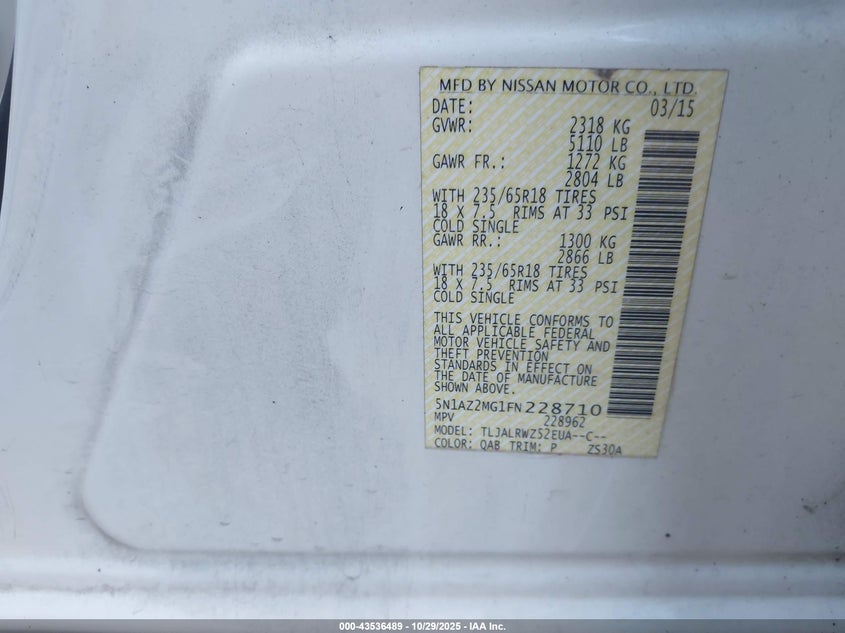 MFD BY NISSAN MOTOR CO., LTD.
DATE: 03/15
GVWR: 2318 KG
5110 LB
GAWR FR.: 1272 KG
2804 LB
WITH 235/65R18 TIRES
18 X 7.5 RIMS AT 33 PSI
COLD SINGLE
GAWR RR.: 1300 KG
2866 LB
WITH 235/65R18 TIRES
18 X 7.5 RIMS AT 33 PSI
COLD SINGLE
THIS VEHICLE CONFORMS TO
ALL APPLICABLE FEDERAL
MOTOR VEHICLE SAFETY AND
THEFT PREVENTION
STANDARDS IN EFFECT ON
THE DATE OF MANUFACTURE
SHOWN ABOVE.
5N1AZ2MG1FN228710
MPV 228962
MODEL: TLJALRWZ52EUA--C--
COLOR: QAB TRIM: P ZS30A
000-43536489 - 10/29/2025 - IAA Inc.